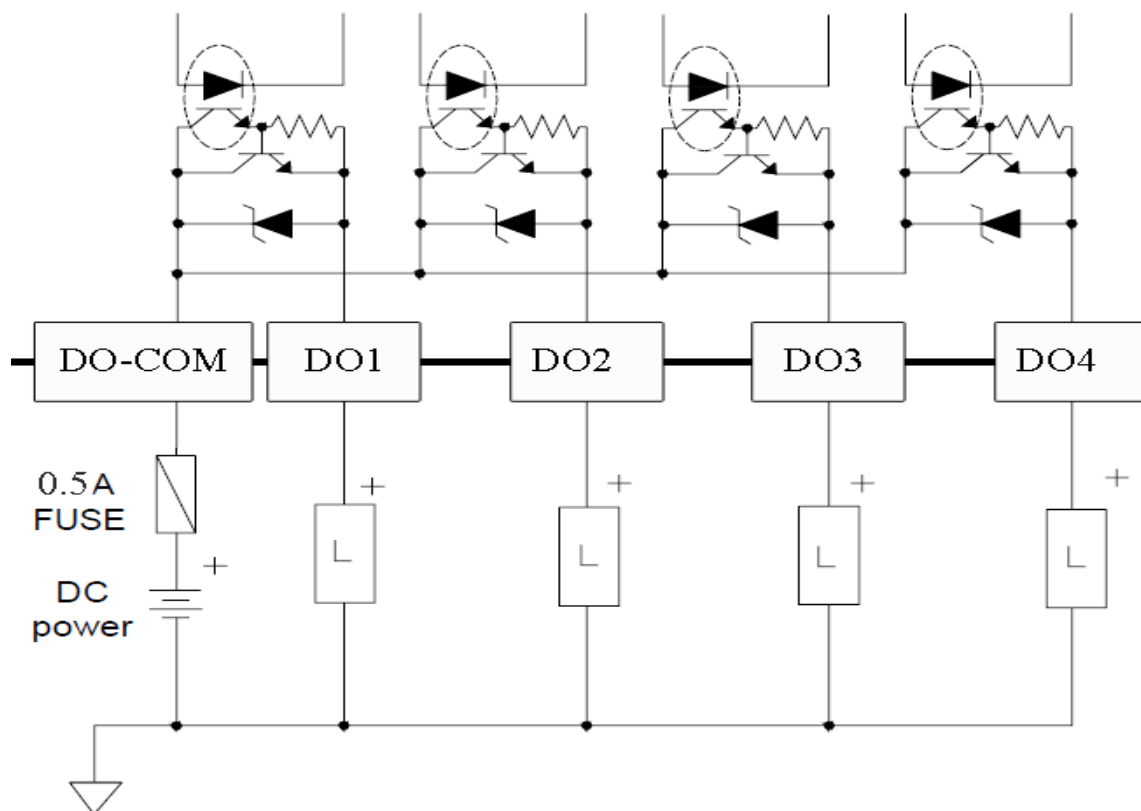 DO-COM DO1 DO2 DO3 DO4
0.5A
FUSE
+ + + +
L L L L
+
DC
power